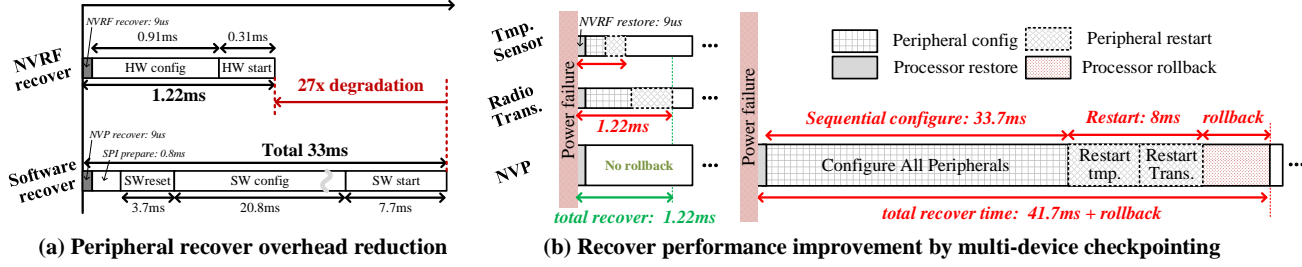 NVRF recover: 9us
0.91ms
0.31ms
NVRF
recover
HW config
HW start
1.22ms
27x degradation
NVP recover: 9us
SPI prepare: 0.8ms
Total 33ms
Software
recover
SWreset
SW config
SW start
3.7ms
20.8ms
7.7ms
(a) Peripheral recover overhead reduction
Power failure
NVRF restore: 9us
Tmp.
Sensor
•••
Radio
Trans.
•••
1.22ms
NVP
No rollback
•••
total recover: 1.22ms
Peripheral config
Peripheral restart
Processor restore
Processor rollback
Power failure
Sequential configure: 33.7ms
Restart: 8ms
rollback
Configure All Peripherals
Restart
tmp.
Restart
Trans.
•••
total recover time: 41.7ms + rollback
(b) Recover performance improvement by multi-device checkpointing